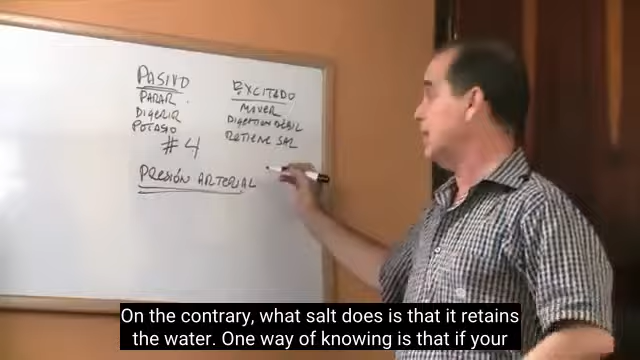 PASIVO
PARAR
DIGERIR
POTASIO
#4
EXCITADO
MOVER
DIGESTION DÉBIL
RETIENE SAL
PRESIÓN ARTERIAL
On the contrary, what salt does is that it retains
the water. One way of knowing is that if your